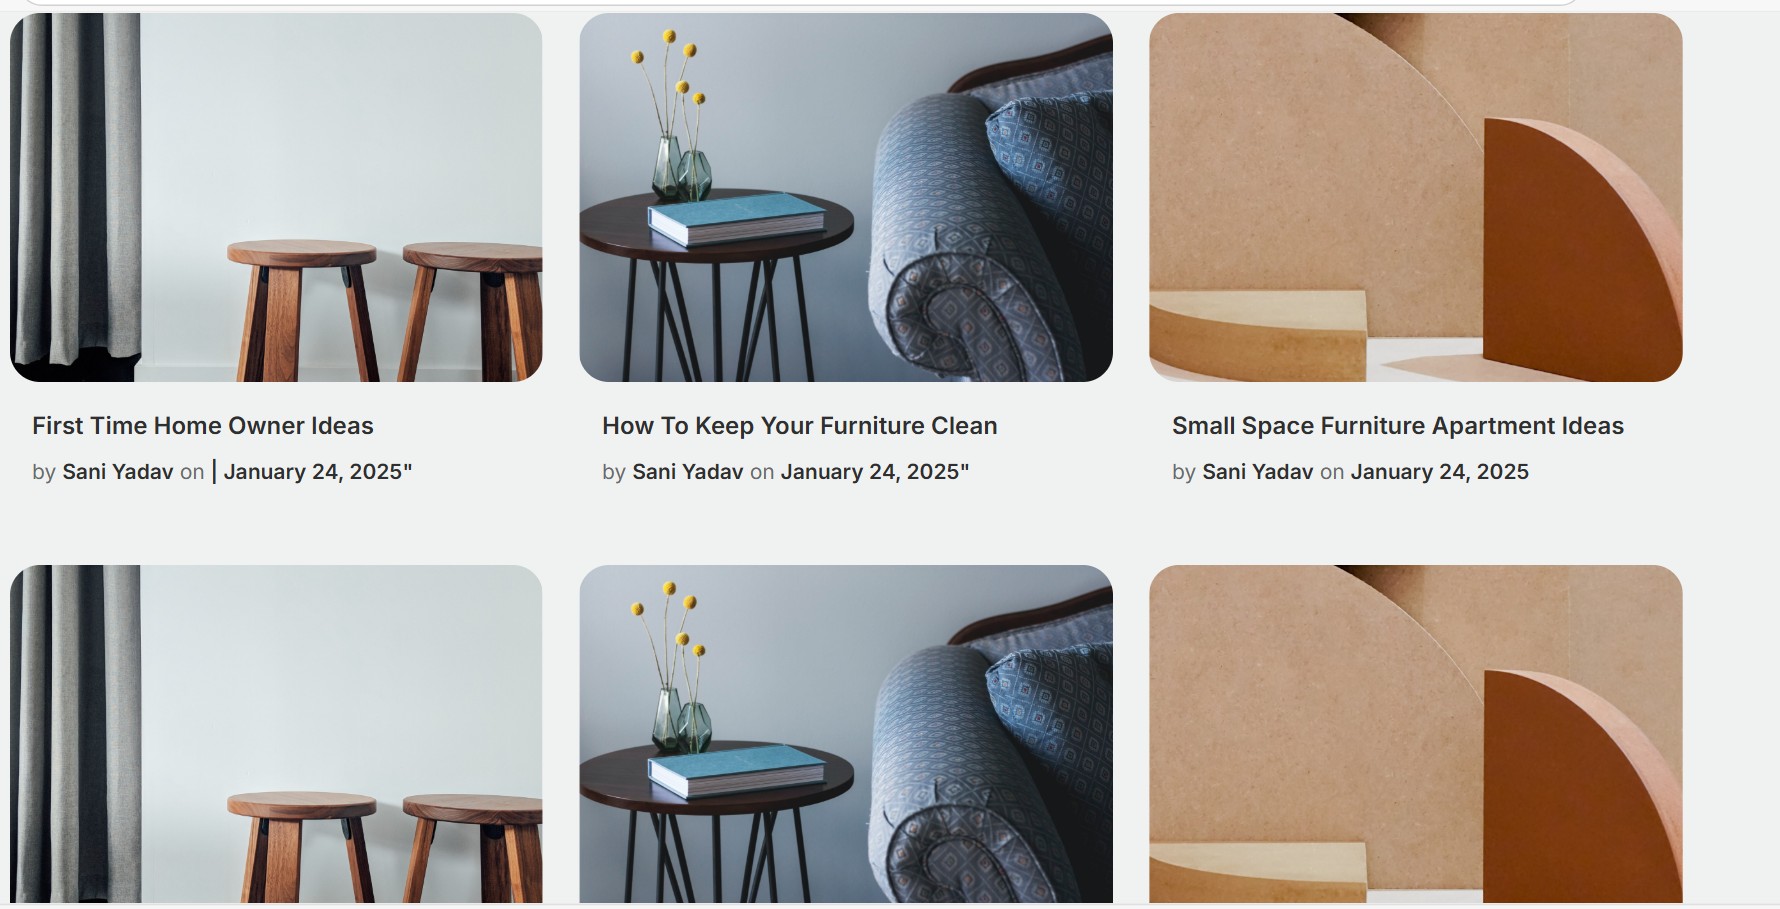 First Time Home Owner Ideas
by Sani Yadav on | January 24, 2025"
How To Keep Your Furniture Clean
by Sani Yadav on January 24, 2025"
Small Space Furniture Apartment Ideas
by Sani Yadav on January 24, 2025